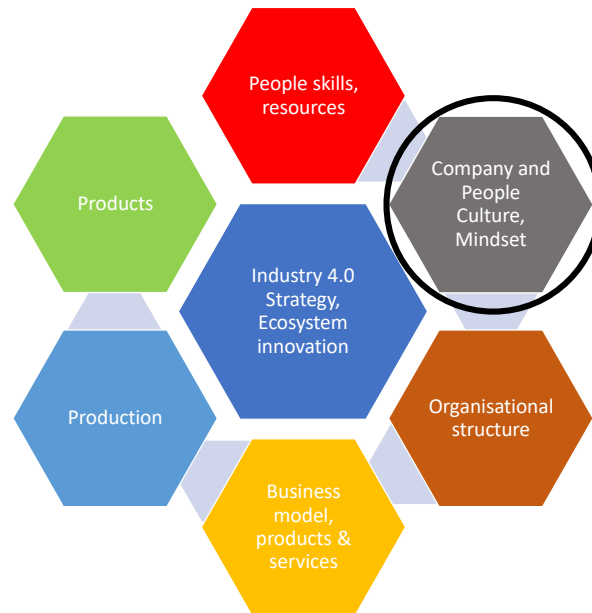 People skills,
resources
Company and
People
Culture,
Mindset
Products
Industry 4.0
Strategy,
Ecosystem
innovation
Production
Organisational
structure
Business
model,
products &
services